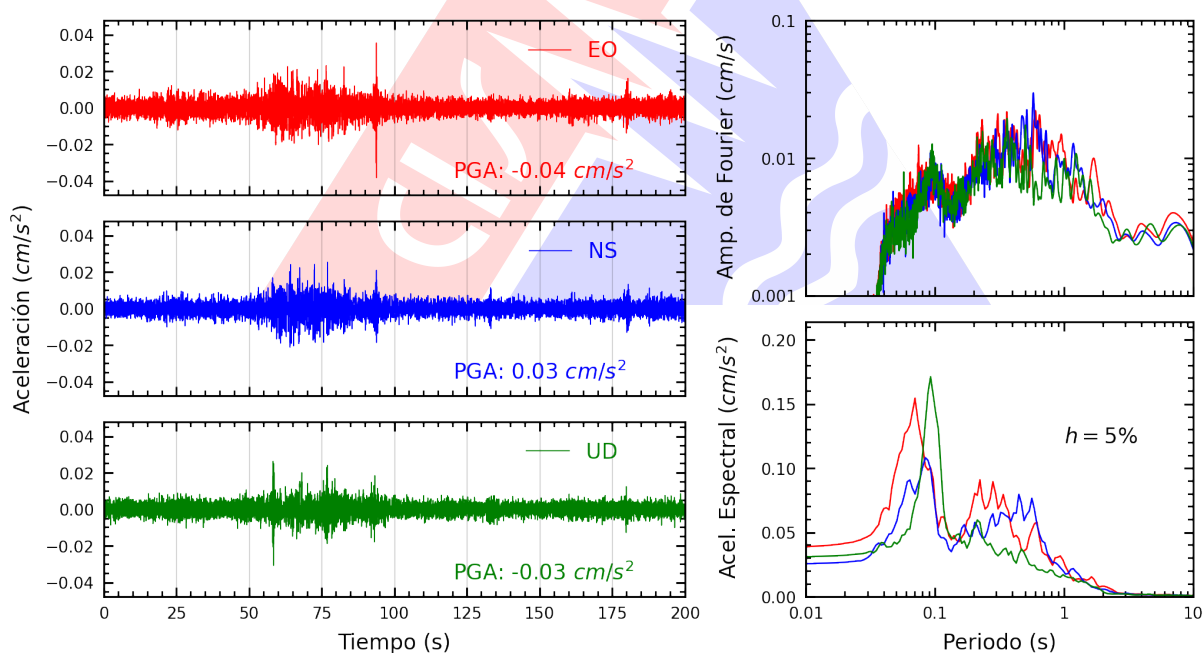 Aceleración (cm/s²)
0.04
0.02
0.00
−0.02
−0.04
EO
PGA: -0.04 cm/s²
0.04
0.02
0.00
−0.02
−0.04
NS
PGA: 0.03 cm/s²
0.04
0.02
0.00
−0.02
−0.04
UD
PGA: -0.03 cm/s²
0 25 50 75 100 125 150 175 200
Tiempo (s)
Amp. de Fourier (cm/s)
0.1
0.01
0.001
Acel. Espectral (cm/s²)
0.20
0.15
0.10
0.05
0.00
h = 5%
0.01 0.1 1 10
Periodo (s)